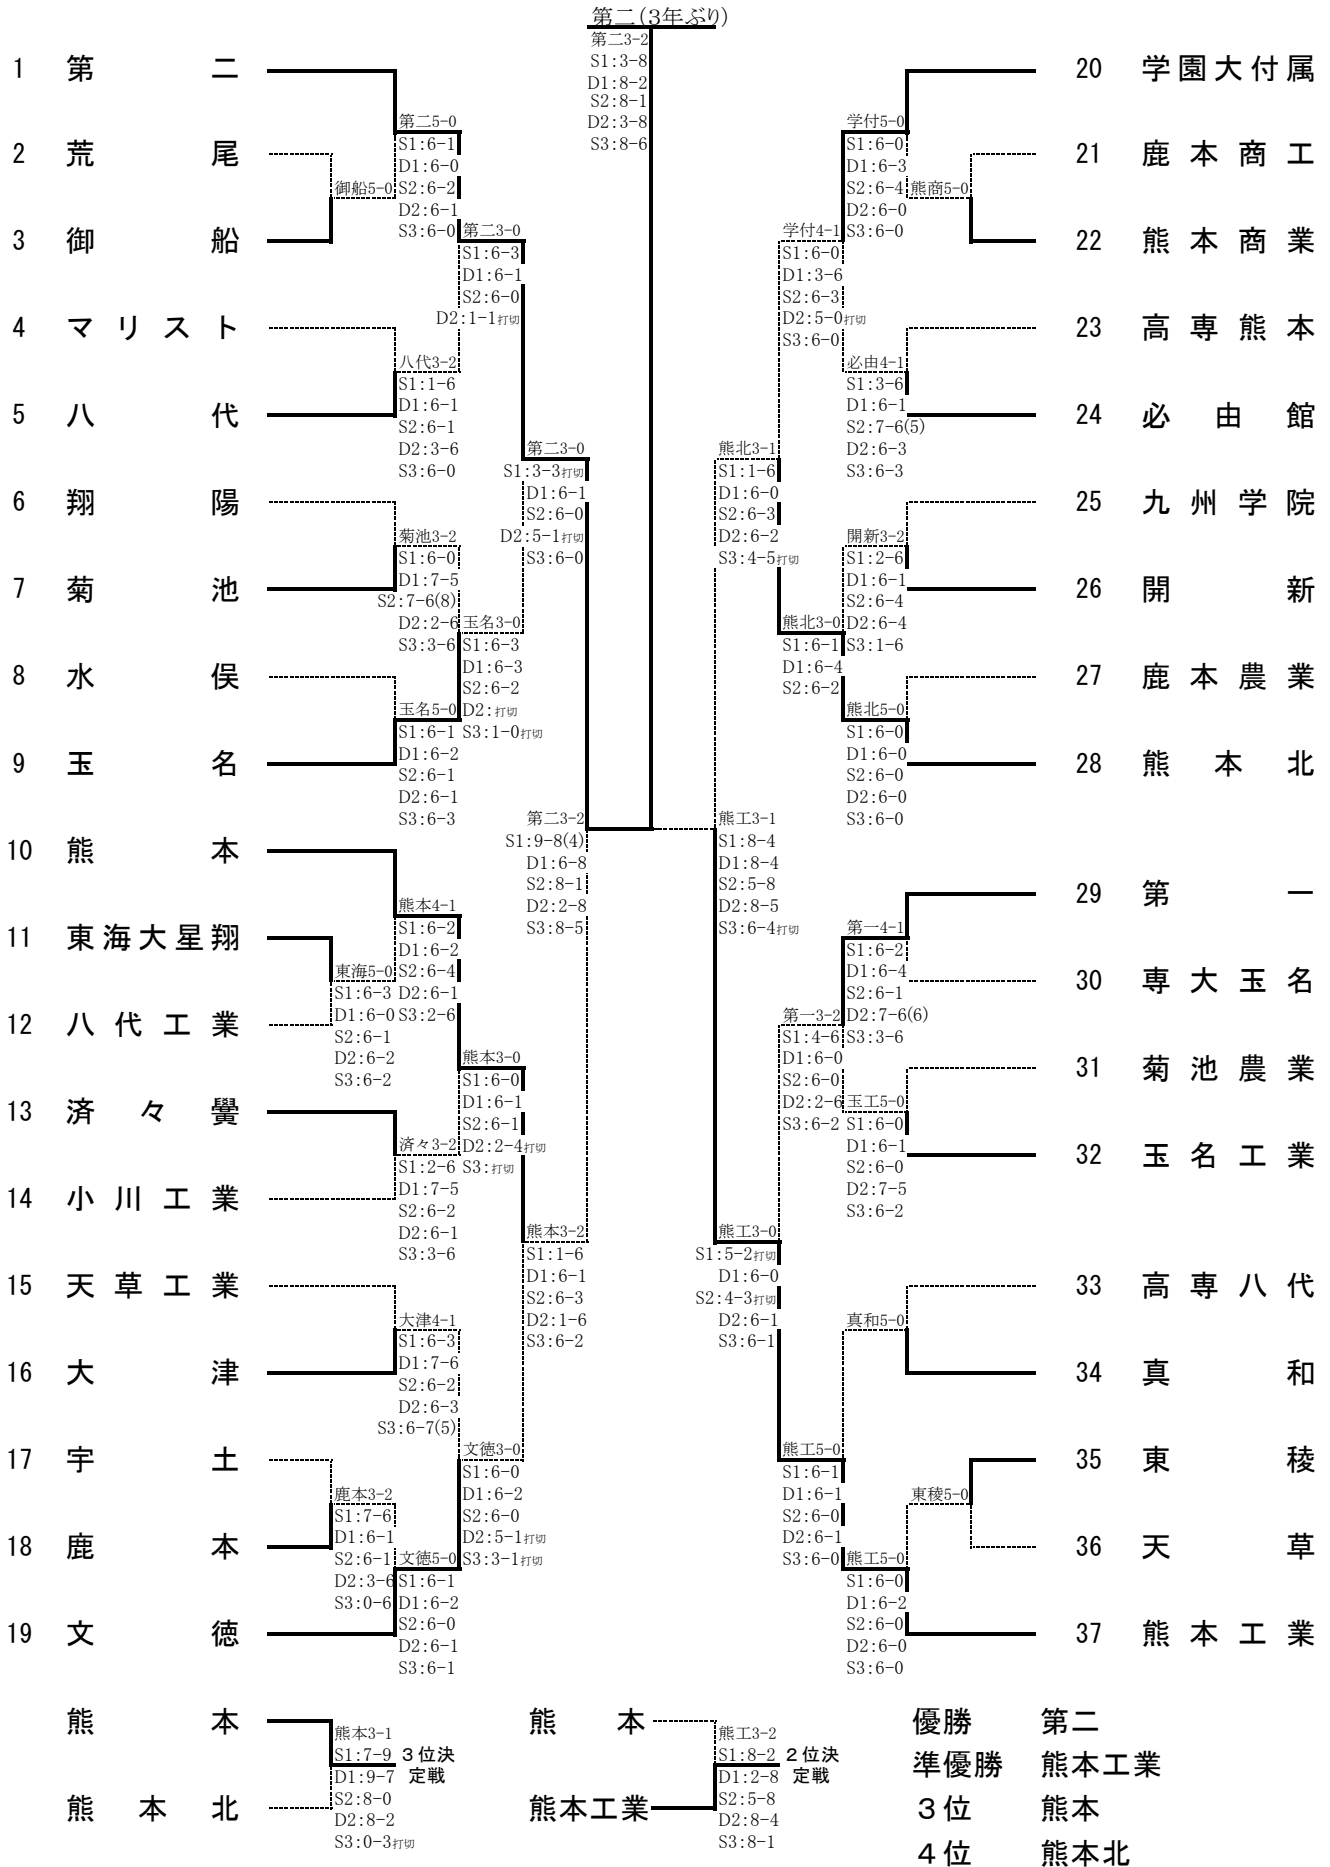 第二(3年ぶり)
第二3-2
S1:3-8
D1:8-2
S2:8-1
D2:3-8
S3:8-6
1 第二
2 荒尾
3 御船
4 マリスト
5 八代
6 翔陽
7 菊池
8 水俣
9 玉名
10 熊本
11 東海大星翔
12 八代工業
13 済々黌
14 小川工業
15 天草工業
16 大津
17 宇土
18 鹿本
19 文徳
御船5-0
東海5-0
S1:6-3
D1:6-0
S2:6-1
D2:6-2
S3:6-2
鹿本3-2
S1:7-6
D1:6-1
S2:6-1
D2:3-6
S3:0-6
第二5-0
S1:6-1
D1:6-0
S2:6-2
D2:6-1
S3:6-0
八代3-2
S1:1-6
D1:6-1
S2:6-1
D2:3-6
S3:6-0
菊池3-2
S1:6-0
D1:7-5
S2:7-6(8)
D2:2-6
S3:3-6
玉名5-0
S1:6-1
D1:6-2
S2:6-1
D2:6-1
S3:6-3
熊本4-1
S1:6-2
D1:6-2
S2:6-4
D2:6-1
S3:2-6
済々3-2
S1:2-6
D1:7-5
S2:6-2
D2:6-1
S3:3-6
大津4-1
S1:6-3
D1:7-6
S2:6-2
D2:6-3
S3:6-7(5)
文徳5-0
S1:6-1
D1:6-2
S2:6-0
D2:6-1
S3:6-1
第二3-0
S1:6-3
D1:6-1
S2:6-0
D2:1-1打切
玉名3-0
S1:6-3
D1:6-3
S2:6-2
D2:打切
S3:1-0打切
熊本3-0
S1:6-0
D1:6-1
S2:6-1
D2:2-4打切
S3:打切
文徳3-0
S1:6-0
D1:6-2
S2:6-0
D2:5-1打切
S3:3-1打切
第二3-0
S1:3-3打切
D1:6-1
S2:6-0
D2:5-1打切
S3:6-0
熊本3-2
S1:1-6
D1:6-1
S2:6-3
D2:1-6
S3:6-2
第二3-2
S1:9-8(4)
D1:6-8
S2:8-1
D2:2-8
S3:8-5
20 学園大付属
21 鹿本商工
22 熊本商業
23 高専熊本
24 必由館
25 九州学院
26 開新
27 鹿本農業
28 熊本北
29 第一
30 専大玉名
31 菊池農業
32 玉名工業
33 高専八代
34 真和
35 東稜
36 天草
37 熊本工業
熊商5-0
東稜5-0
学付5-0
S1:6-0
D1:6-3
S2:6-4
D2:6-0
S3:6-0
必由4-1
S1:3-6
D1:6-1
S2:7-6(5)
D2:6-3
S3:6-3
開新3-2
S1:2-6
D1:6-1
S2:6-4
D2:6-4
S3:1-6
熊北5-0
S1:6-0
D1:6-0
S2:6-0
D2:6-0
S3:6-0
第一4-1
S1:6-2
D1:6-4
S2:6-1
D2:7-6(6)
S3:3-6
玉工5-0
S1:6-0
D1:6-1
S2:6-0
D2:7-5
S3:6-2
真和5-0
熊工5-0
S1:6-0
D1:6-2
S2:6-0
D2:6-0
S3:6-0
学付4-1
S1:6-0
D1:3-6
S2:6-3
D2:5-0打切
S3:6-0
熊北3-0
S1:6-1
D1:6-4
S2:6-2
第一3-2
S1:4-6
D1:6-0
S2:6-0
D2:2-6
S3:6-2
熊工5-0
S1:6-1
D1:6-1
S2:6-0
D2:6-1
S3:6-0
熊北3-1
S1:1-6
D1:6-0
S2:6-3
D2:6-2
S3:4-5打切
熊工3-0
S1:5-2打切
D1:6-0
S2:4-3打切
D2:6-1
S3:6-1
熊工3-1
S1:8-4
D1:8-4
S2:5-8
D2:8-5
S3:6-4打切
熊本
熊本北
熊本3-1
S1:7-9
D1:9-7
S2:8-0
D2:8-2
S3:0-3打切
3位決
定戦
熊本
熊本工業
熊工3-2
S1:8-2
D1:2-8
S2:5-8
D2:8-4
S3:8-1
2位決
定戦
優勝 第二
準優勝 熊本工業
3位 熊本
4位 熊本北